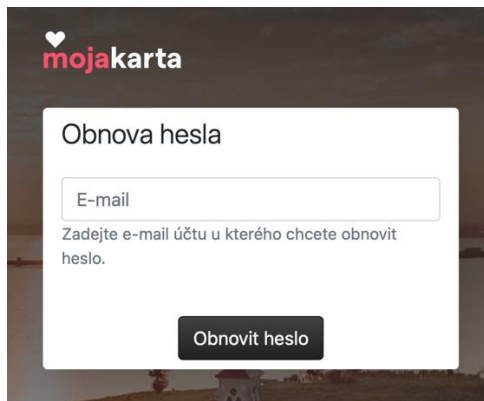 mojakarta
Obnova hesla
E-mail
Zadejte e-mail účtu u kterého chcete obnovit
heslo.
Obnovit heslo